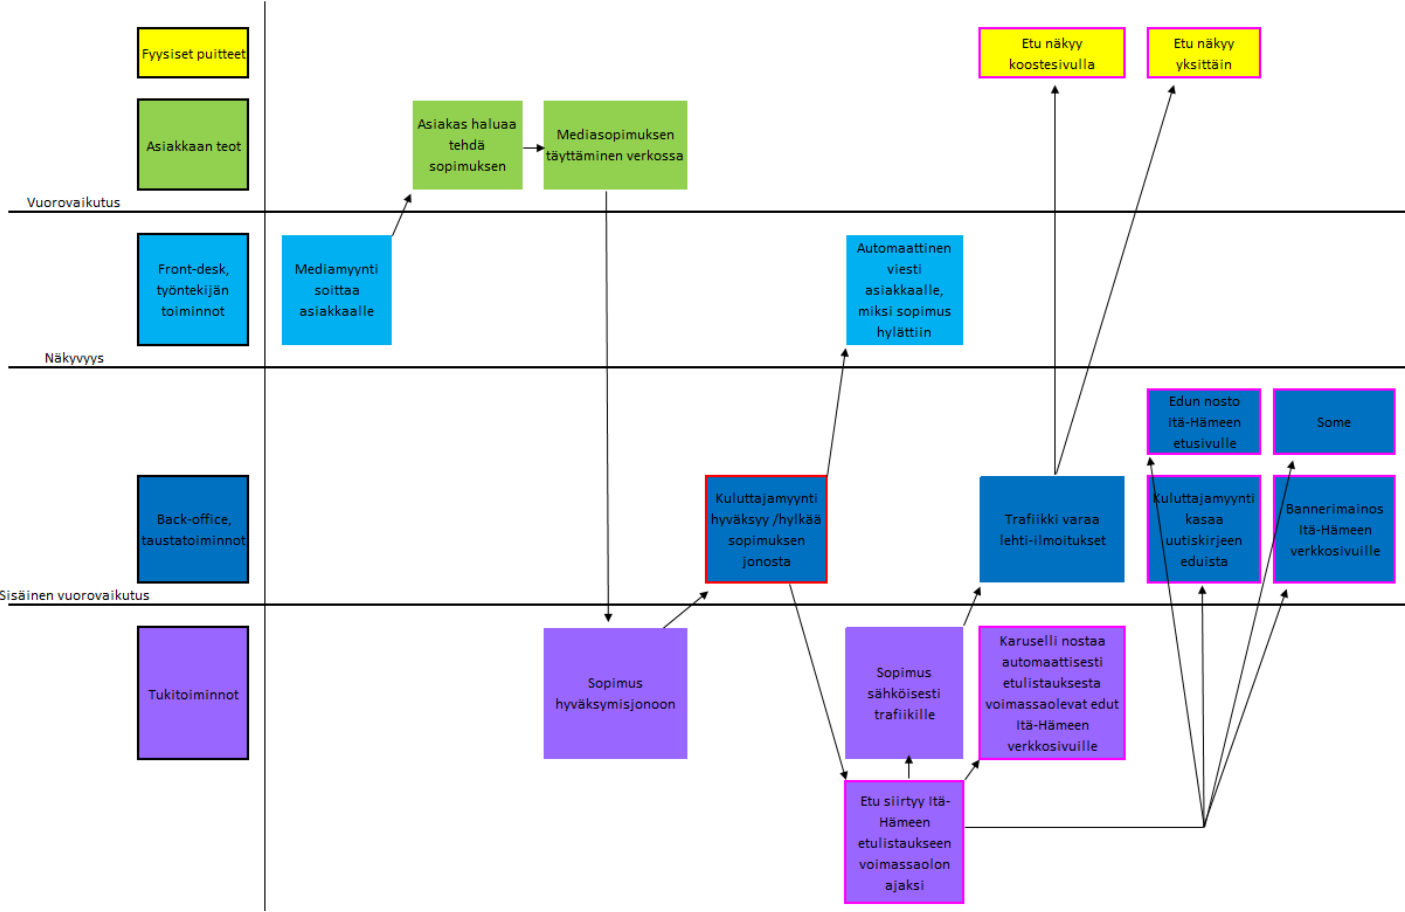 Fyysiset puitteet
Etu näkyy
koostesivulla
Etu näkyy
yksittäin
Asiakkaan teot
Asiakas haluaa
tehdä
sopimuksen
Mediasopimuksen
täyttäminen verkossa
Vuorovaikutus
Front-desk,
työntekijän
toiminnot
Mediamyynti
soittaa
asiakkaalle
Automaattinen
viesti
asiakkaalle,
miksi sopimus
hylättiin
Näkyvyys
Edun nosto
Itä-Hämeen
etusivulle
Some
Back-office,
taustatoiminnot
Kuluttajamyynti
hyväksyy /hylkää
sopimuksen
jonosta
Trafiikki varaa
lehti-ilmoitukset
Kuluttajamyynti
kasaa
uutiskirjeen
eduista
Bannerimainos
Itä-Hämeen
verkkosivuille
Sisäinen vuorovaikutus
Tukitoiminnot
Sopimus
hyväksymisjonoon
Sopimus
sähköisesti
trafiikille
Karuselli nostaa
automaattisesti
etulistauksesta
voimassaolevat edut
Itä-Hämeen
verkkosivuille
Etu siirtyy Itä-
Hämeen
etulistaukseen
voimassaolon
ajaksi